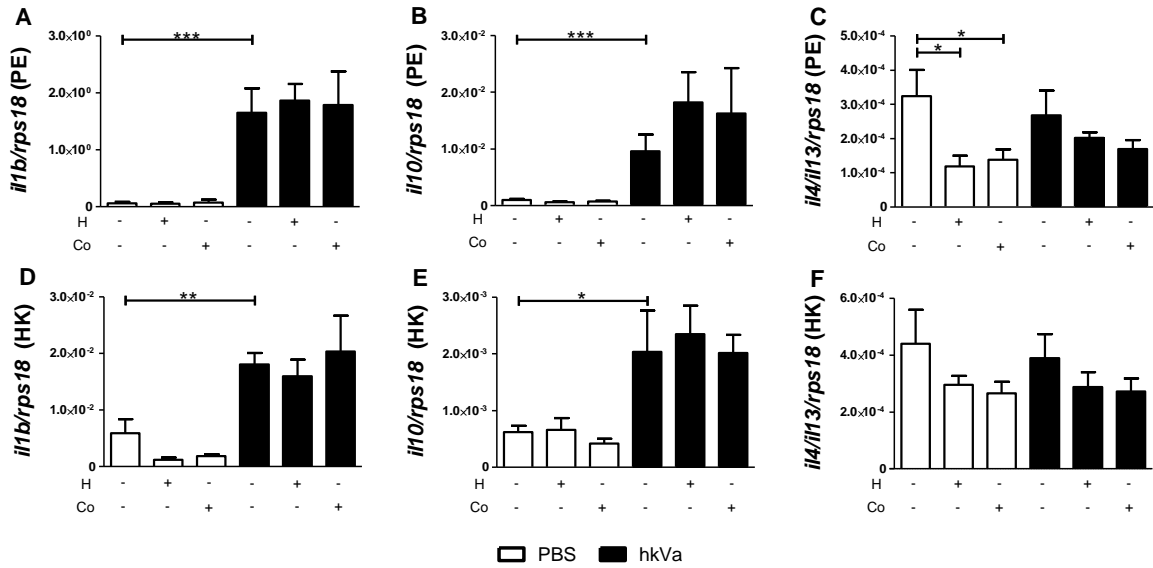 A
il1b/rps18 (PE)
3.0×10⁰
2.0×10⁰
1.0×10⁰
0
***
H - + - - + -
Co - - + - - +
B
il10/rps18 (PE)
3.0×10⁻²
2.0×10⁻²
1.0×10⁻²
0
***
H - + - - + -
Co - - + - - +
C
il4/il13/rps18 (PE)
5.0×10⁻⁴
4.0×10⁻⁴
3.0×10⁻⁴
2.0×10⁻⁴
1.0×10⁻⁴
0
*
*
H - + - - + -
Co - - + - - +
D
il1b/rps18 (HK)
3.0×10⁻²
2.0×10⁻²
1.0×10⁻²
0
**
H - + - - + -
Co - - + - - +
E
il10/rps18 (HK)
3.0×10⁻³
2.0×10⁻³
1.0×10⁻³
0
*
H - + - - + -
Co - - + - - +
F
il4/il13/rps18 (HK)
6.0×10⁻⁴
4.0×10⁻⁴
2.0×10⁻⁴
0
H - + - - + -
Co - - + - - +
PBS hkVa